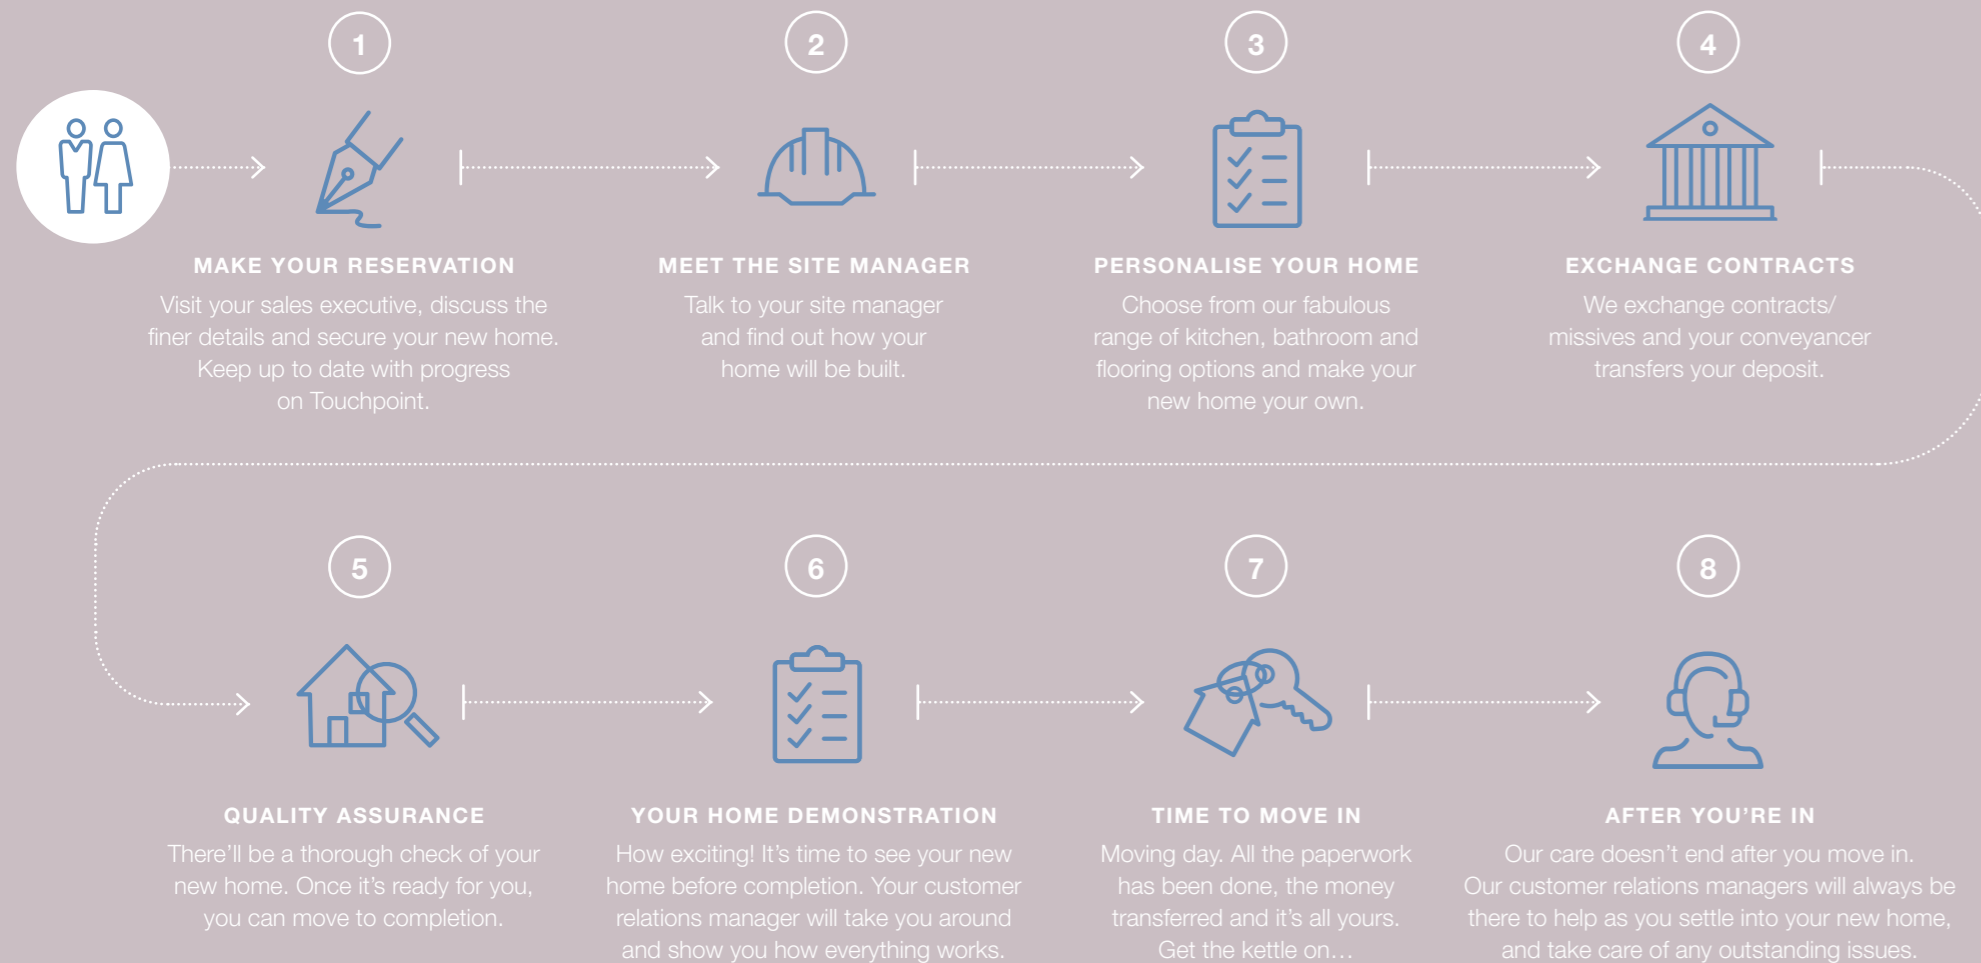 1
MAKE YOUR RESERVATION
Visit your sales executive, discuss the
finer details and secure your new home.
Keep up to date with progress
on Touchpoint.
2
MEET THE SITE MANAGER
Talk to your site manager
and find out how your
home will be built.
3
PERSONALISE YOUR HOME
Choose from our fabulous
range of kitchen, bathroom and
flooring options and make your
new home your own.
4
EXCHANGE CONTRACTS
We exchange contracts/
missives and your conveyancer
transfers your deposit.
5
QUALITY ASSURANCE
There’ll be a thorough check of your
new home. Once it’s ready for you,
you can move to completion.
6
YOUR HOME DEMONSTRATION
How exciting! It’s time to see your new
home before completion. Your customer
relations manager will take you around
and show you how everything works.
7
TIME TO MOVE IN
Moving day. All the paperwork
has been done, the money
transferred and it’s all yours.
Get the kettle on…
8
AFTER YOU’RE IN
Our care doesn’t end after you move in.
Our customer relations managers will always be
there to help as you settle into your new home,
and take care of any outstanding issues.